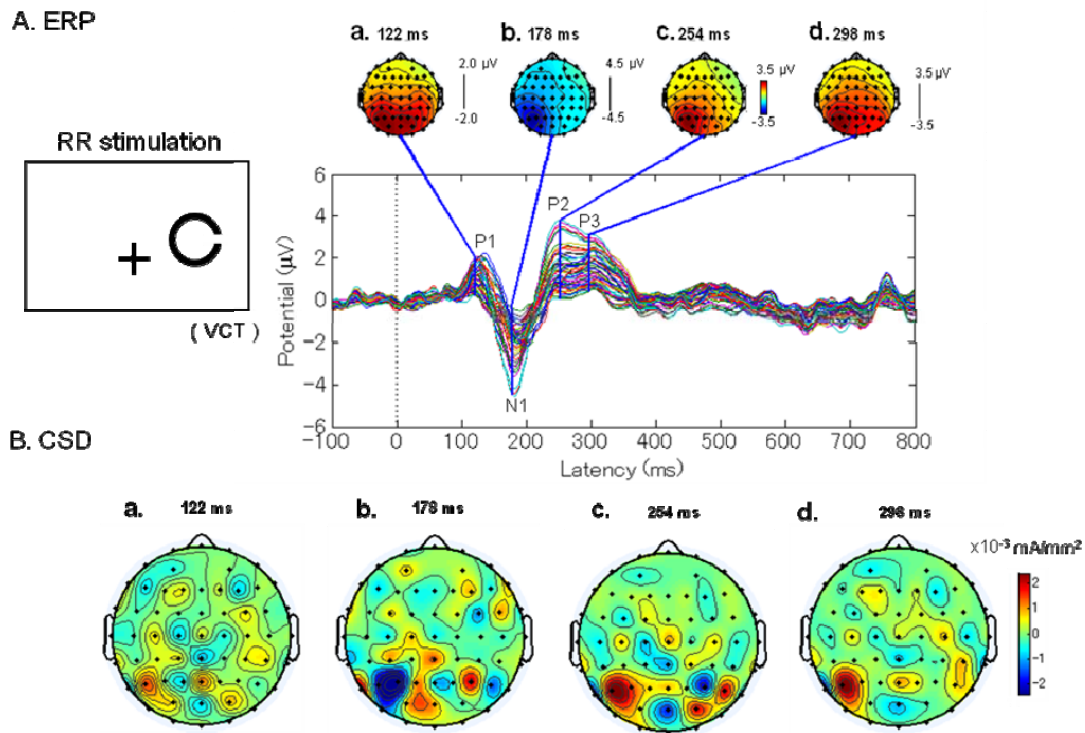 A. ERP
a. 122 ms
b. 178 ms
c. 254 ms
d. 298 ms
2.0 µV
-2.0
4.5 µV
-4.5
3.5 µV
-3.5
3.5 µV
-3.5
RR stimulation
( VCT )
Potential (µV)
6
4
2
0
-2
-4
-6
P1
N1
P2
P3
-100 0 100 200 300 400 500 600 700 800
Latency (ms)
B. CSD
a. 122 ms
b. 178 ms
c. 254 ms
d. 298 ms
×10⁻³ mA/mm²
2
1
0
-1
-2